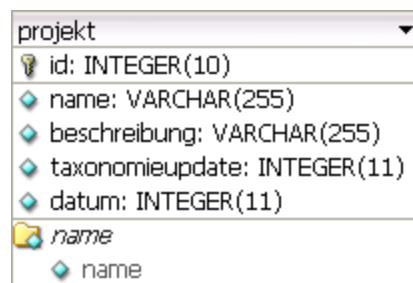 projekt
id: INTEGER(10)
name: VARCHAR(255)
beschreibung: VARCHAR(255)
taxonomieupdate: INTEGER(11)
datum: INTEGER(11)
name
name